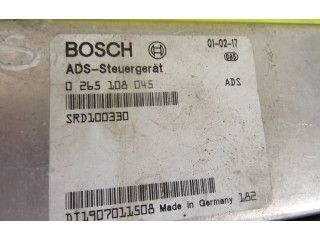 BOSCH 01-02-17
ADS-Steuergerät
0 265 108 045 ADS
SRD100330
DT1907011508 Made in Germany 182